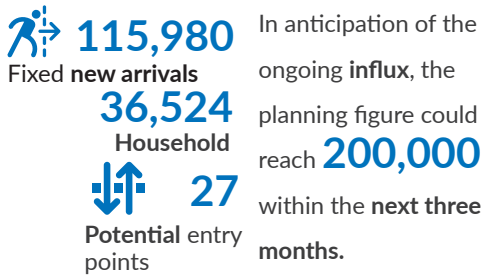 115,980
Fixed new arrivals
36,524
Household
27
Potential entry
points
In anticipation of the
ongoing influx, the
planning figure could
reach 200,000
within the next three
months.